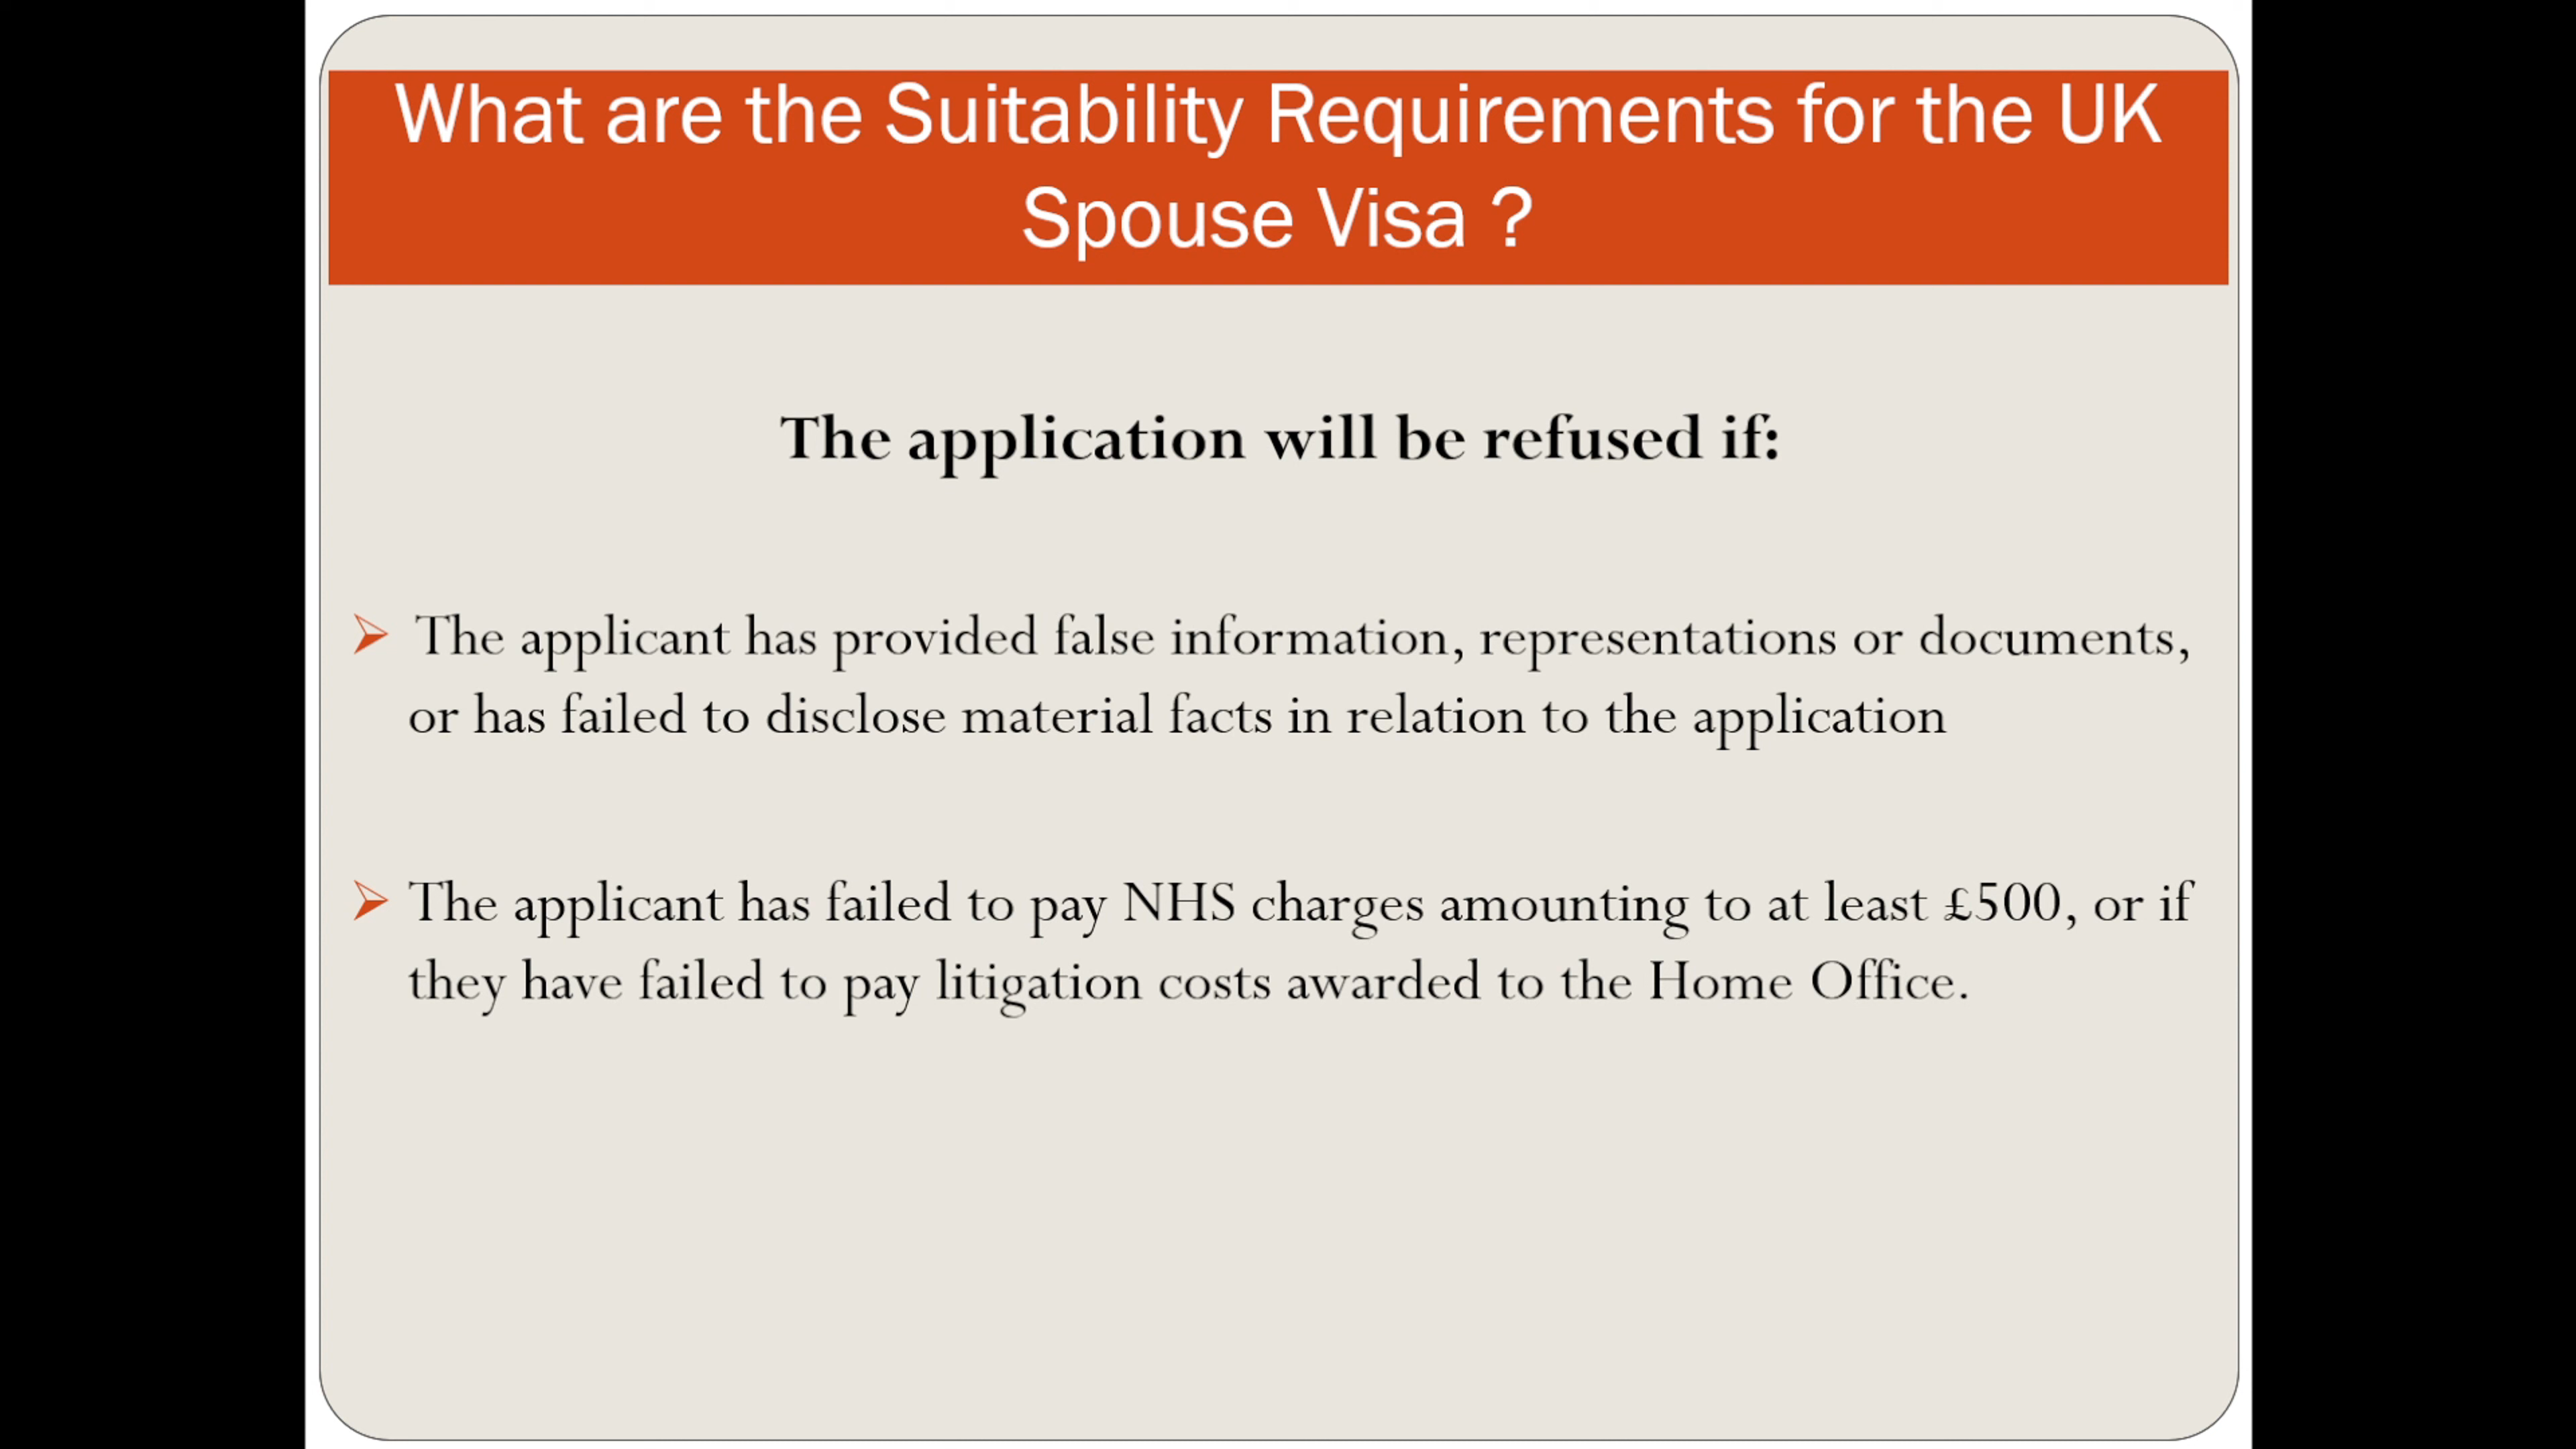 What are the Suitability Requirements for the UK
Spouse Visa ?
The application will be refused if:
The applicant has provided false information, representations or documents,
or has failed to disclose material facts in relation to the application
The applicant has failed to pay NHS charges amounting to at least £500, or if
they have failed to pay litigation costs awarded to the Home Office.